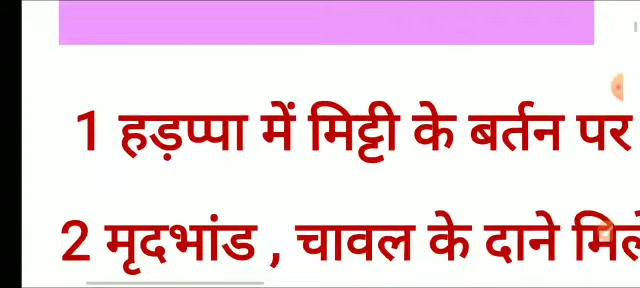 1 हड़प्पा में मिट्टी के बर्तन पर
2 मृदभांड , चावल के दाने